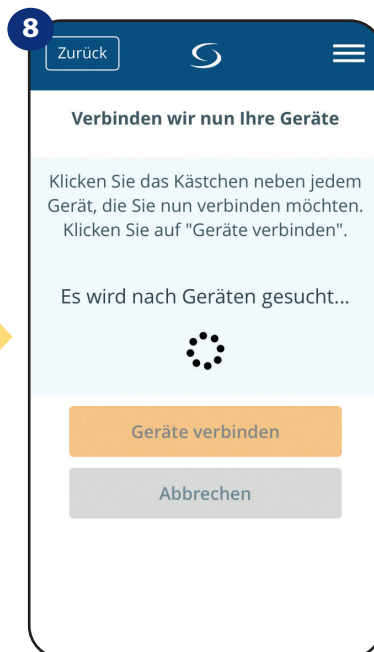 8
Zurück
Verbinden wir nun Ihre Geräte
Klicken Sie das Kästchen neben jedem
Gerät, die Sie nun verbinden möchten.
Klicken Sie auf "Geräte verbinden".
Es wird nach Geräten gesucht...
Geräte verbinden
Abbrechen